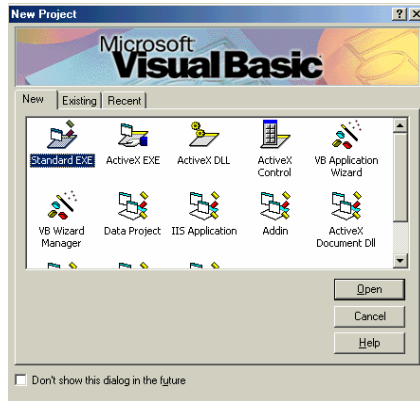 New Project
Microsoft
Visual Basic
New Existing Recent
Standard EXE ActiveX EXE ActiveX DLL ActiveX Control VB Application Wizard
VB Wizard Manager Data Project IIS Application Addin ActiveX Document Dll
Open
Cancel
Help
Don't show this dialog in the future